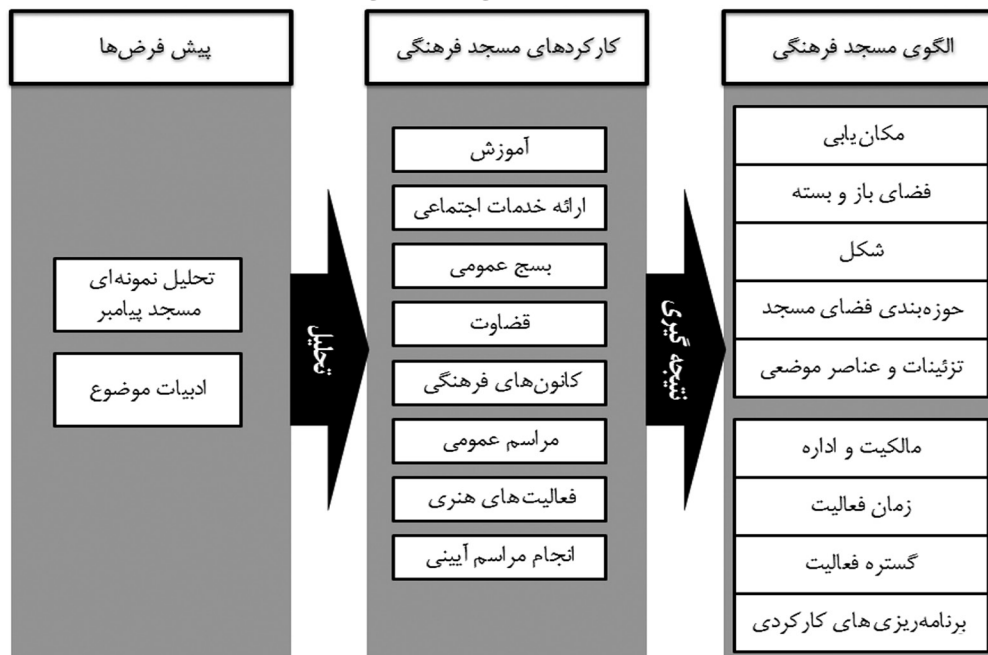 پیش فرض‌ها
تحلیل نمونه‌ای
مسجد پیامبر
ادبیات موضوع
تحلیل
کارکردهای مسجد فرهنگی
آموزش
ارائه خدمات اجتماعی
بسج عمومی
قضاوت
کانون‌های فرهنگی
مراسم عمومی
فعالیت‌های هنری
انجام مراسم آیینی
نتیجه گیری
الگوی مسجد فرهنگی
مکان‌یابی
فضای باز و بسته
شکل
حوزه‌بندی فضای مسجد
تزئینات و عناصر موضعی
مالکیت و اداره
زمان فعالیت
گستره فعالیت
برنامه‌ریزی‌های کارکردی